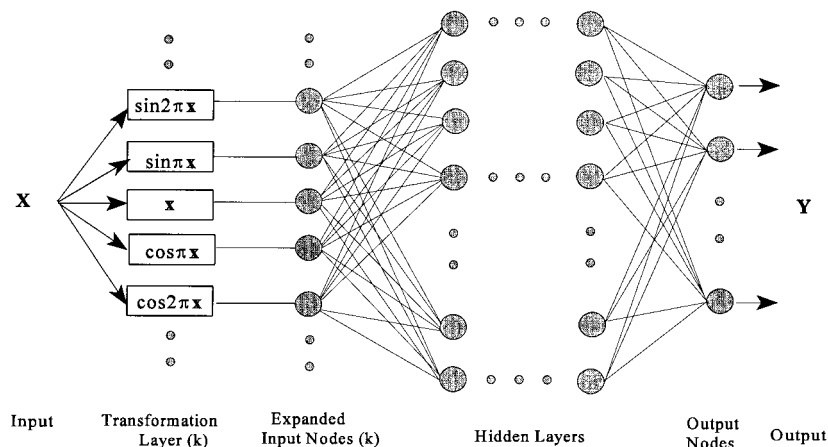 sin2πx
sinπx
X
x
Y
cosπx
cos2πx
Input
Transformation
Layer (k)
Expanded
Input Nodes (k)
Hidden Layers
Output
Nodes
Output